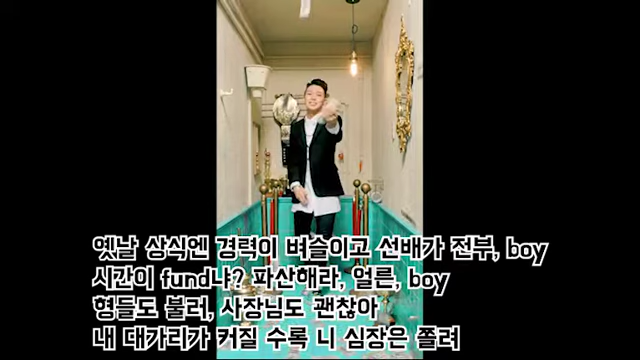 옛날 상식엔 경력이 벼슬이고 선배가 전부, boy
시간이 fund냐? 파산해라, 얼른, boy
형들도 불러, 사장님도 괜찮아
내 대가리가 커질 수록 니 심장은 쫄려